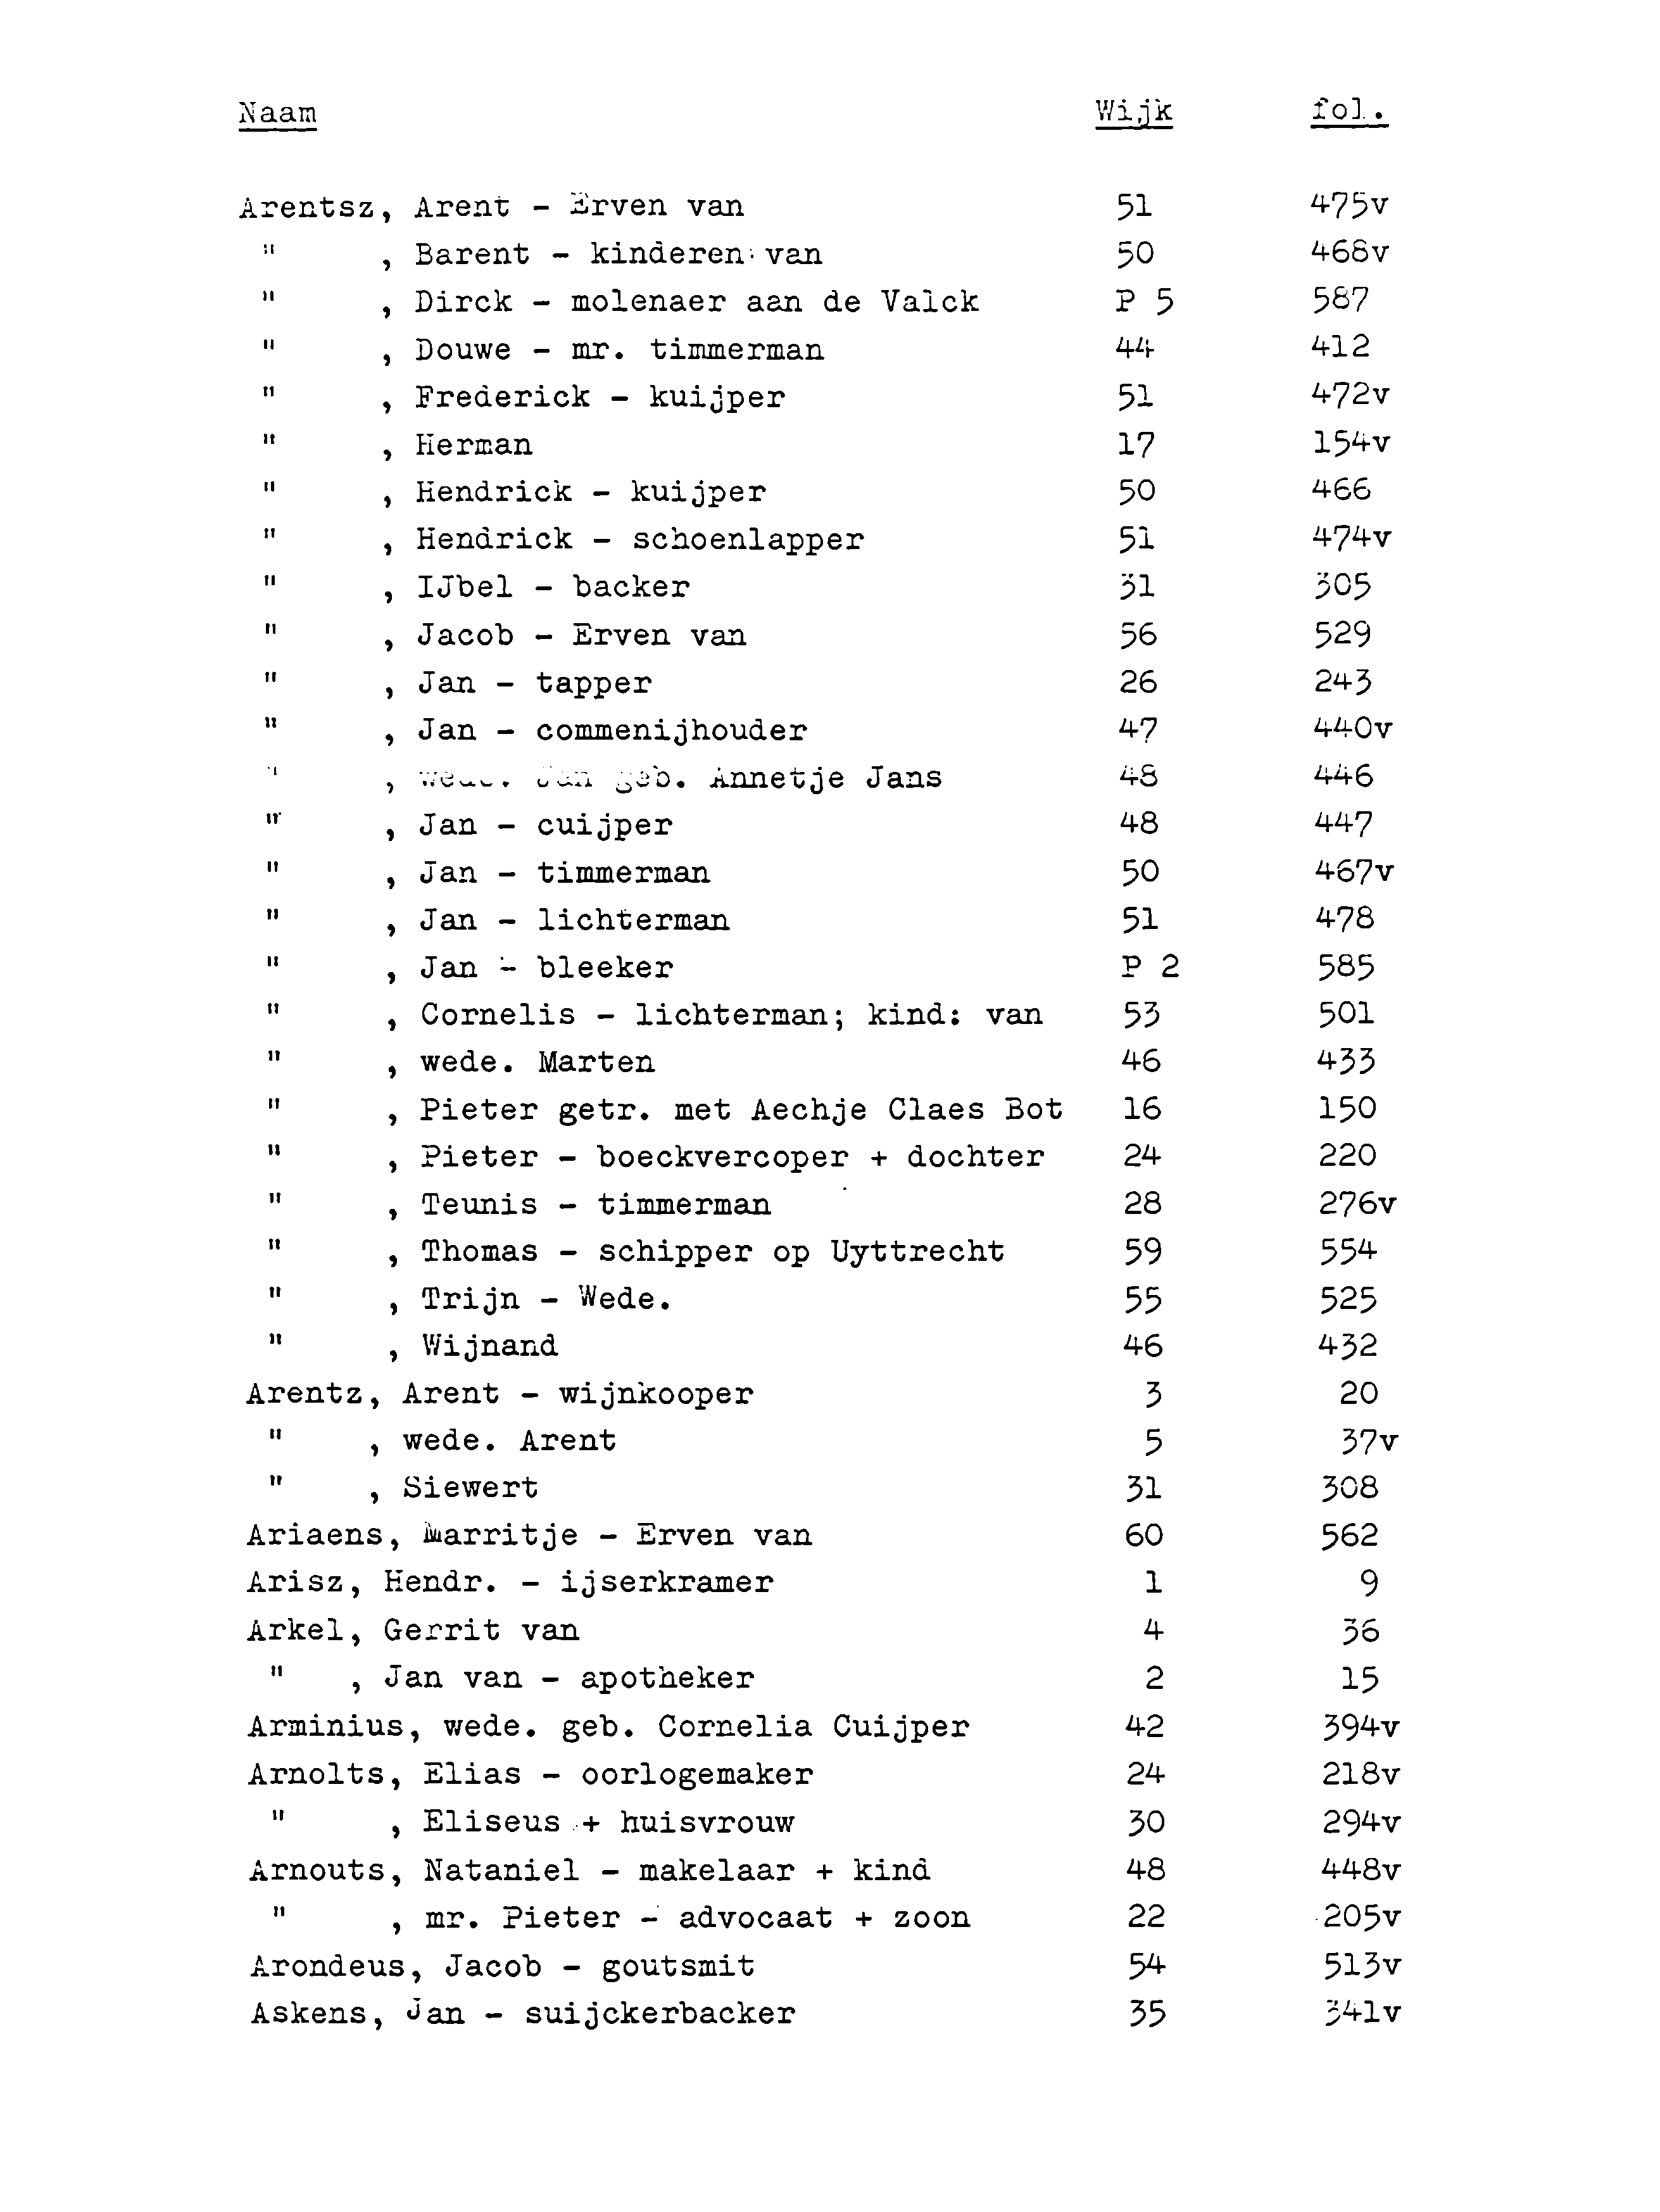 Naam Wijk fol.
Arentsz, Arent - Erven van 51 475v
" , Barent - kinderen van 50 468v
" , Dirck - molenaer aan de Valck P 5 587
" , Douwe - mr. timmerman 44 412
" , Frederick - kuijper 51 472v
" , Herman 17 154v
" , Hendrick - kuijper 50 466
" , Hendrick - schoenlapper 51 474v
" , IJbel - backer 31 305
" , Jacob - Erven van 56 529
" , Jan - tapper 26 243
" , Jan - commenijhouder 47 440v
" , wede. Jan geb. Annetje Jans 48 446
" , Jan - cuijper 48 447
" , Jan - timmerman 50 467v
" , Jan - lichterman 51 478
" , Jan - bleeker P 2 585
" , Cornelis - lichterman; kind: van 53 501
" , wede. Marten 46 433
" , Pieter getr. met Aechje Claes Bot 16 150
" , Pieter - boeckvercoper + dochter 24 220
" , Teunis - timmerman 28 276v
" , Thomas - schipper op Uyttrecht 59 554
" , Trijn - Wede. 55 525
" , Wijnand 46 432
Arentz, Arent - wijnkooper 3 20
" , wede. Arent 5 37v
" , Siewert 31 308
Ariaens, Marritje - Erven van 60 562
Arisz, Hendr. - ijserkramer 1 9
Arkel, Gerrit van 4 36
" , Jan van - apotheker 2 15
Arminius, wede. geb. Cornelia Cuijper 42 394v
Arnolts, Elias - oorlogemaker 24 218v
" , Eliseus + huisvrouw 30 294v
Arnouts, Nataniel - makelaar + kind 48 448v
" , mr. Pieter - advocaat + zoon 22 205v
Arondeus, Jacob - goutsmit 54 513v
Askens, Jan - suijckerbacker 35 341v